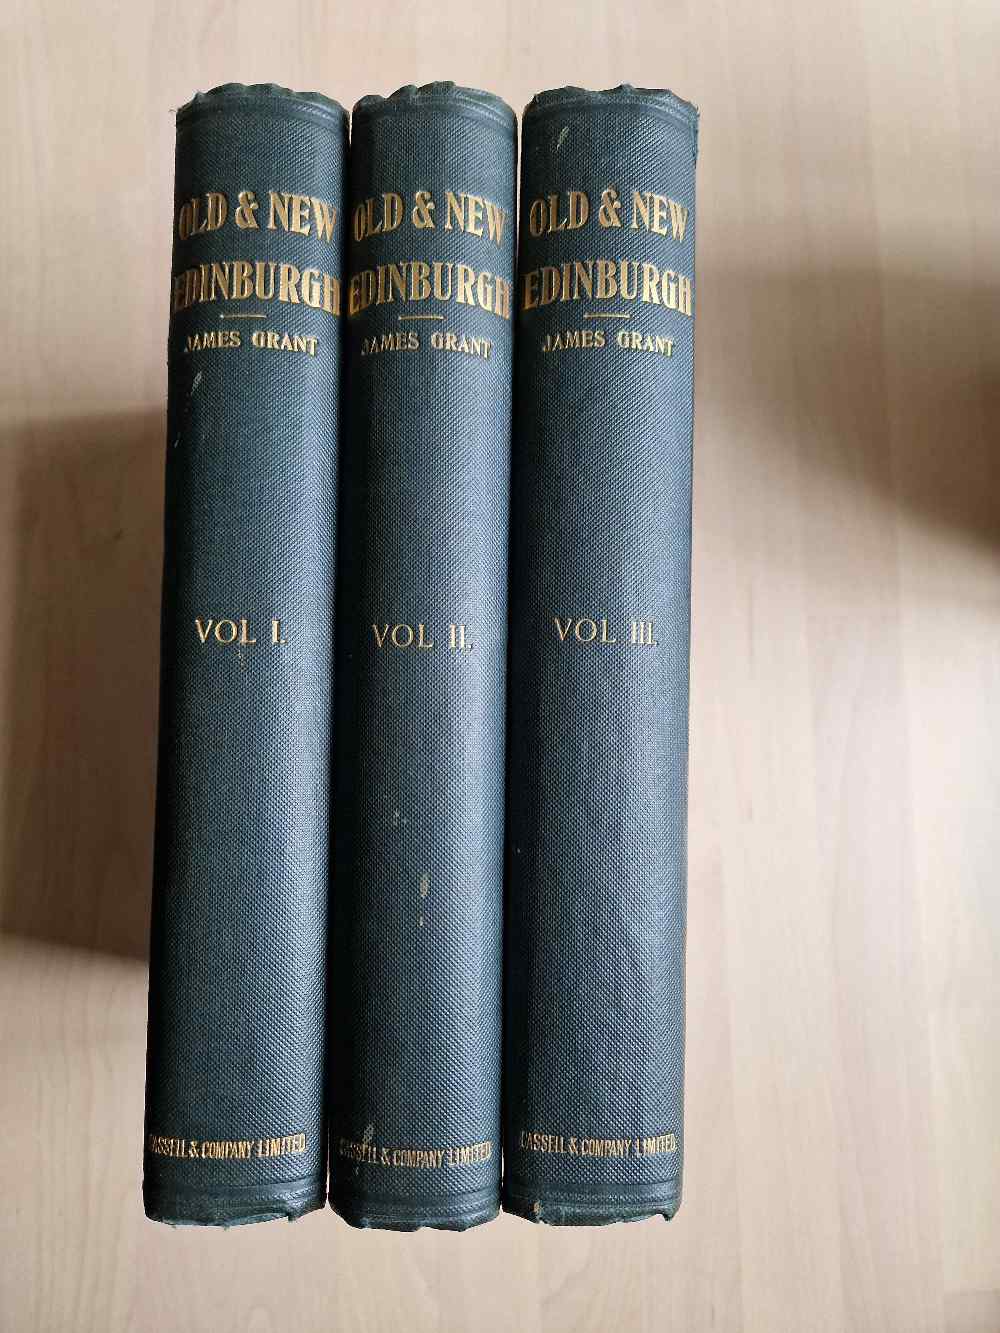 OLD & NEW
EDINBURGH
JAMES GRANT
VOL I.
CASSELL & COMPANY LIMITED
OLD & NEW
EDINBURGH
JAMES GRANT
VOL II.
CASSELL & COMPANY LIMITED
OLD & NEW
EDINBURGH
JAMES GRANT
VOL III.
CASSELL & COMPANY LIMITED